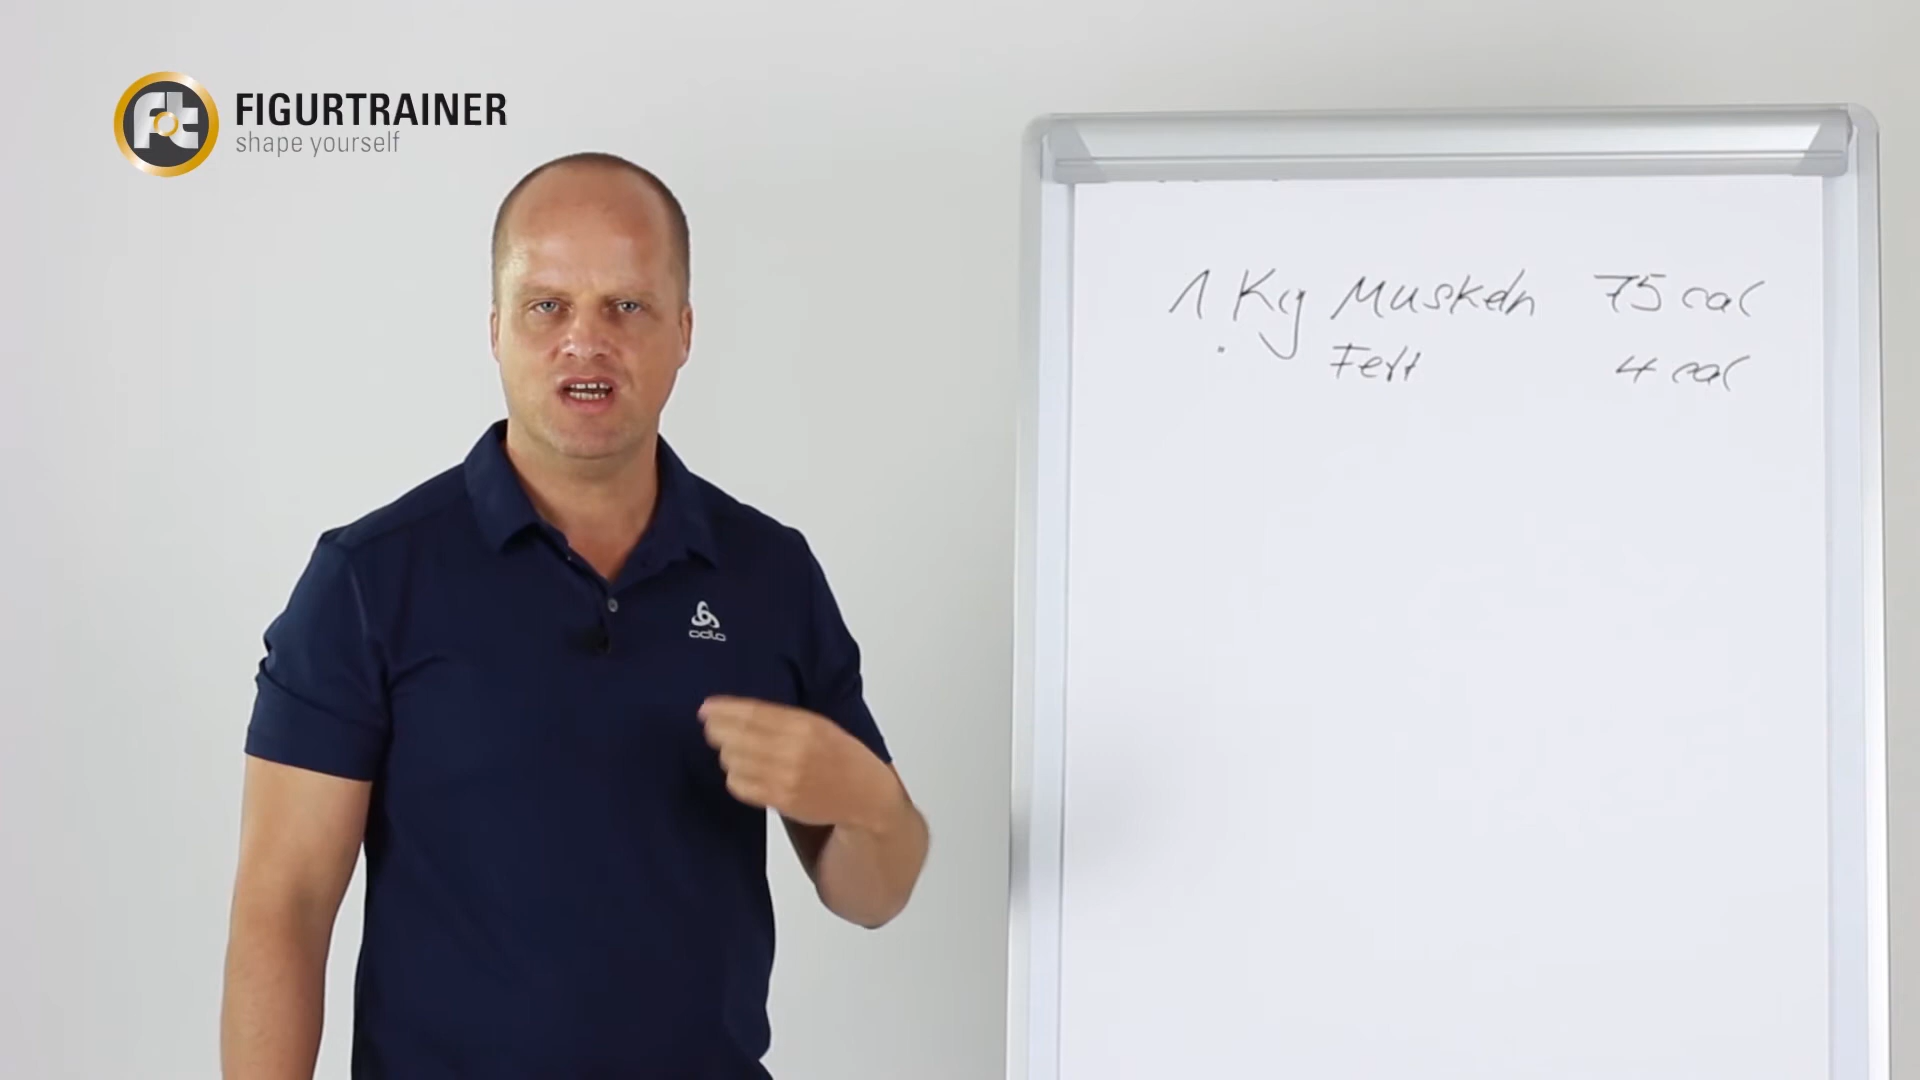 FIGURTRAINER
shape yourself
1 Kg Muskeln 75 cal
Fett 4 cal
odlo